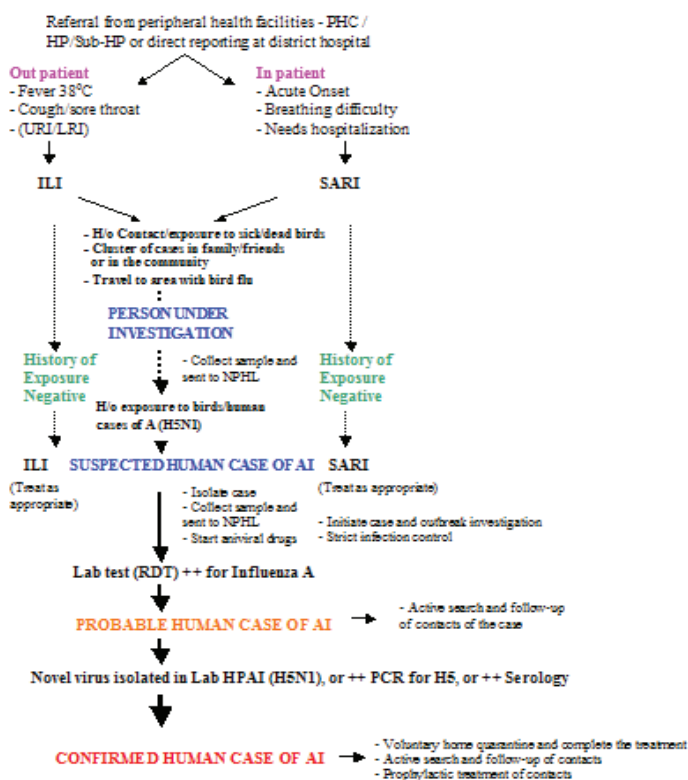 Referral from peripheral health facilities - PHC /
HP/Sub-HP or direct reporting at district hospital
Out patient
- Fever 38⁰C
- Cough/sore throat
- (URI/LRI)
In patient
- Acute Onset
- Breathing difficulty
- Needs hospitalization
ILI
SARI
- H/o Contact/exposure to sick/dead birds
- Cluster of cases in family/friends
or in the community
- Travel to area with bird flu
PERSON UNDER
INVESTIGATION
History of
Exposure
Negative
- Collect sample and
sent to NPHL
History of
Exposure
Negative
H/o exposure to birds/human
cases of A (H5N1)
ILI
(Treat as
appropriate)
SUSPECTED HUMAN CASE OF AI
SARI
(Treat as appropriate)
- Isolate case
- Collect sample and
sent to NPHL
- Start aniviral drugs
- Initiate case and outbreak investigation
- Strict infection control
Lab test (RDT) ++ for Influenza A
PROBABLE HUMAN CASE OF AI
- Active search and follow-up
of contacts of the case
Novel virus isolated in Lab HPAI (H5N1), or ++ PCR for H5, or ++ Serology
CONFIRMED HUMAN CASE OF AI
- Voluntary home quarantine and complete the treatment
- Active search and follow-up of contacts
- Prophylactic treatment of contacts